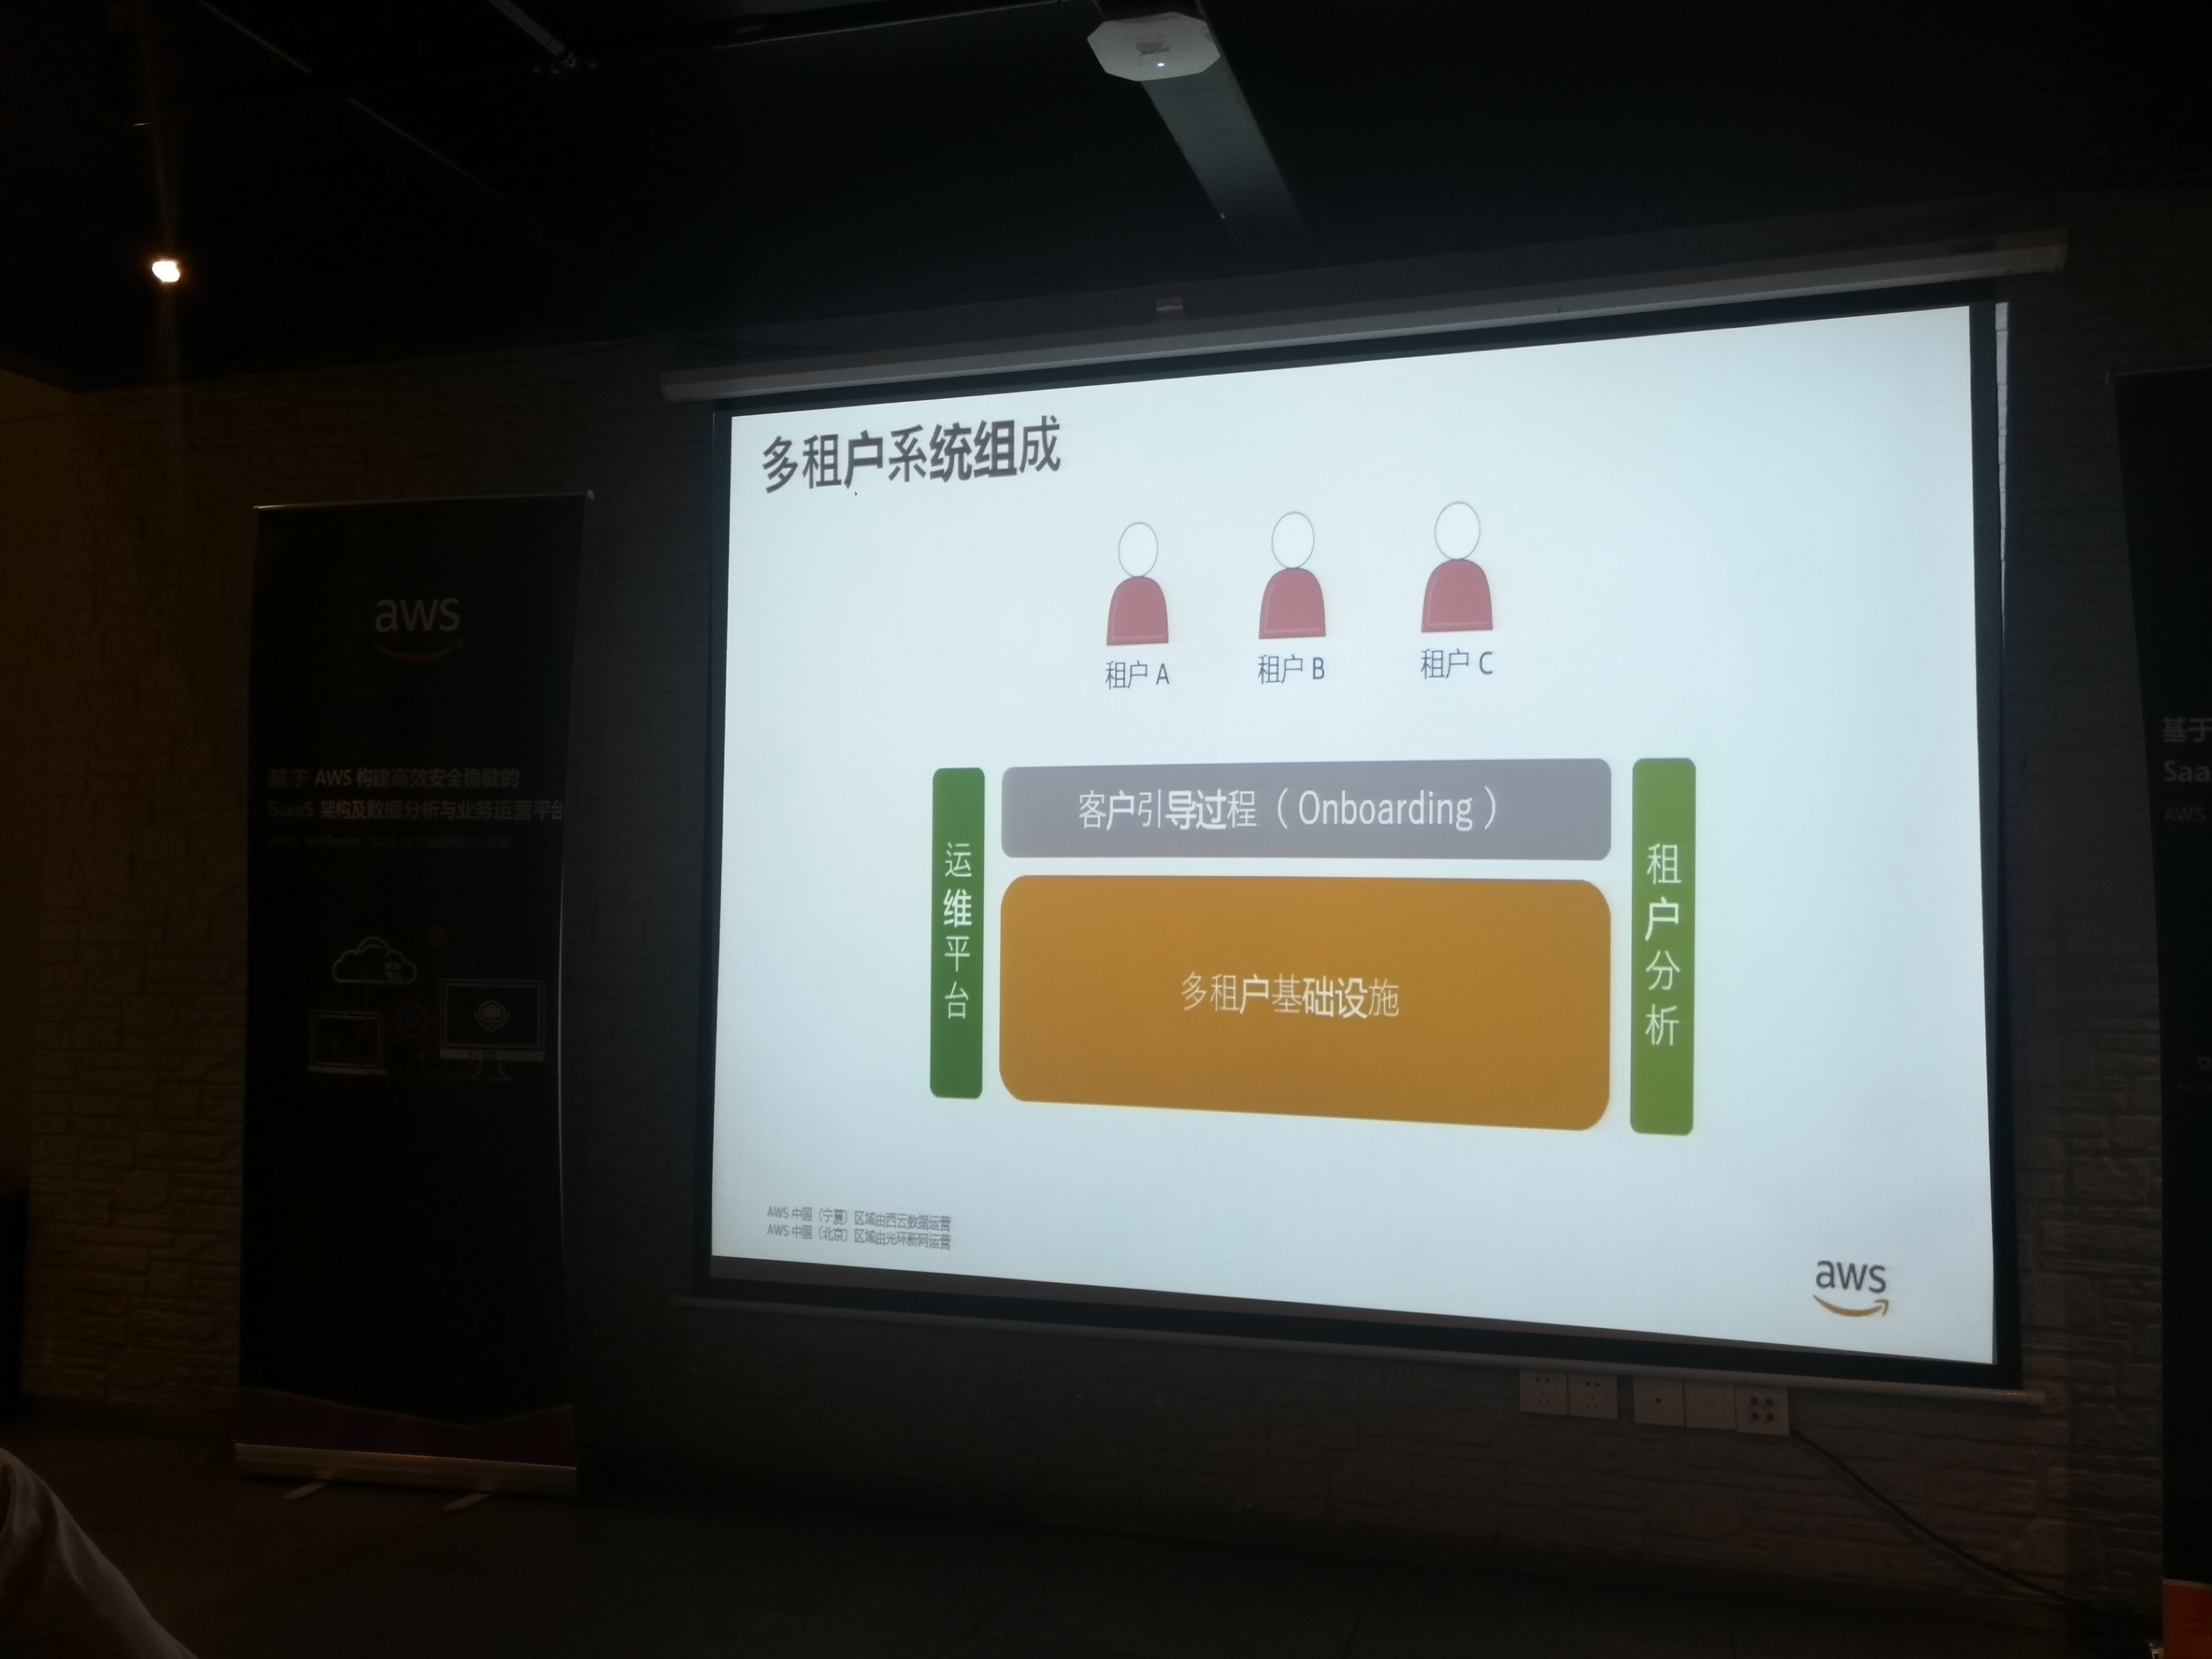 aws
基于 AWS 构建高效安全稳健的
SaaS 架构及数据分析与业务运营平台
多租户系统组成
租户 A
租户 B
租户 C
运维平台
客户引导过程（Onboarding）
多租户基础设施
租户分析
AWS 中国（宁夏）区域由西云数据运营
AWS 中国（北京）区域由光环新网运营
aws
基于
Saa
AWS